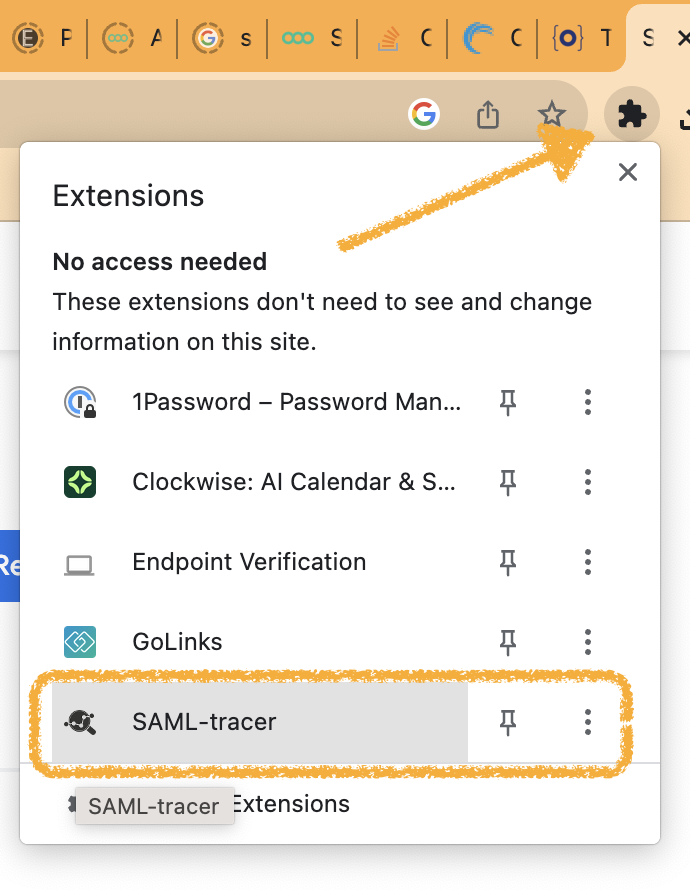 E P A G s S C C {o} T S
Extensions
No access needed
These extensions don't need to see and change
information on this site.
1Password – Password Man...
Clockwise: AI Calendar & S...
Endpoint Verification
GoLinks
SAML-tracer
SAML-tracer Extensions